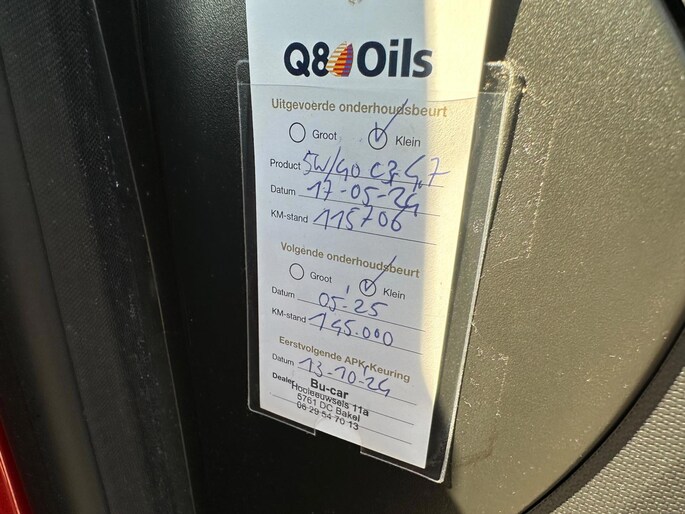 Q8 Oils
Uitgevoerde onderhoudsbeurt
Groot Klein
Product 5W/40 C3 4,7
Datum 17-05-24
KM-stand 115706
Volgende onderhoudsbeurt
Groot Klein
Datum 05-25
KM-stand 145.000
Eerstvolgende APK-Keuring
Datum 13-10-24
Dealer Bu-car
Hooleeuwsels 11a
5761 DC Bakel
06 29 54 70 13